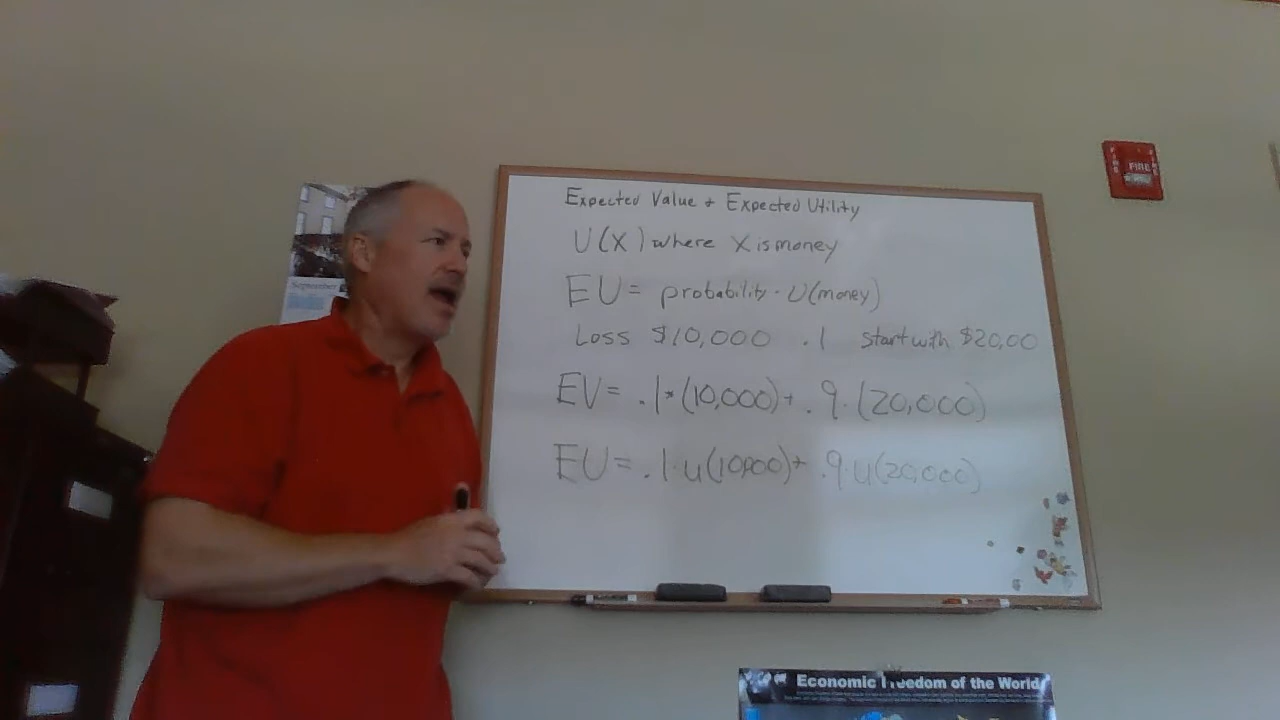 Expected Value + Expected Utility
U(X) where X is money
EU = probability · U(money)
Loss $10,000 .1 start with $20,00
EV = .1*(10,000)+ .9·(20,000)
EU = .1·u(10,000)+ .9·u(20,000)
September
FIRE
Economic Freedom of the World